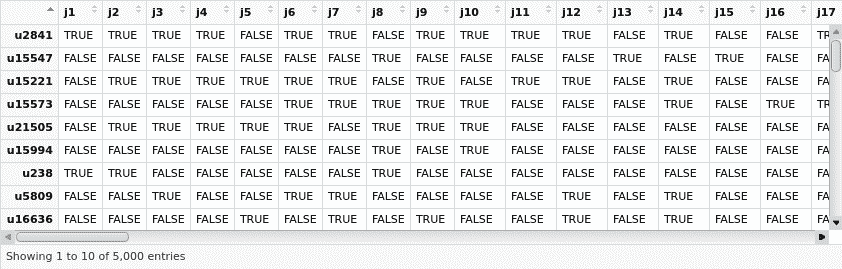 j1 j2 j3 j4 j5 j6 j7 j8 j9 j10 j11 j12 j13 j14 j15 j16 j17
u2841 TRUE TRUE TRUE TRUE FALSE TRUE TRUE FALSE TRUE TRUE TRUE TRUE FALSE TRUE FALSE FALSE TR
u15547 FALSE FALSE FALSE FALSE FALSE FALSE FALSE TRUE FALSE FALSE FALSE FALSE TRUE FALSE TRUE FALSE FA
u15221 FALSE TRUE TRUE TRUE TRUE TRUE FALSE TRUE TRUE FALSE TRUE TRUE FALSE TRUE FALSE FALSE FA
u15573 FALSE FALSE FALSE FALSE FALSE TRUE TRUE TRUE TRUE TRUE FALSE FALSE FALSE TRUE FALSE TRUE TR
u21505 FALSE TRUE TRUE TRUE TRUE TRUE FALSE TRUE TRUE TRUE FALSE FALSE FALSE FALSE FALSE FALSE FA
u15994 FALSE FALSE FALSE FALSE FALSE FALSE FALSE TRUE FALSE TRUE FALSE FALSE FALSE FALSE FALSE FALSE FA
u238 TRUE TRUE FALSE FALSE FALSE FALSE TRUE FALSE FALSE FALSE FALSE FALSE FALSE FALSE FALSE FALSE FA
u5809 FALSE FALSE TRUE FALSE FALSE TRUE TRUE FALSE FALSE FALSE FALSE TRUE FALSE TRUE FALSE FALSE FA
u16636 FALSE FALSE FALSE FALSE TRUE FALSE TRUE FALSE TRUE FALSE FALSE TRUE FALSE TRUE FALSE FALSE FA
Showing 1 to 10 of 5,000 entries